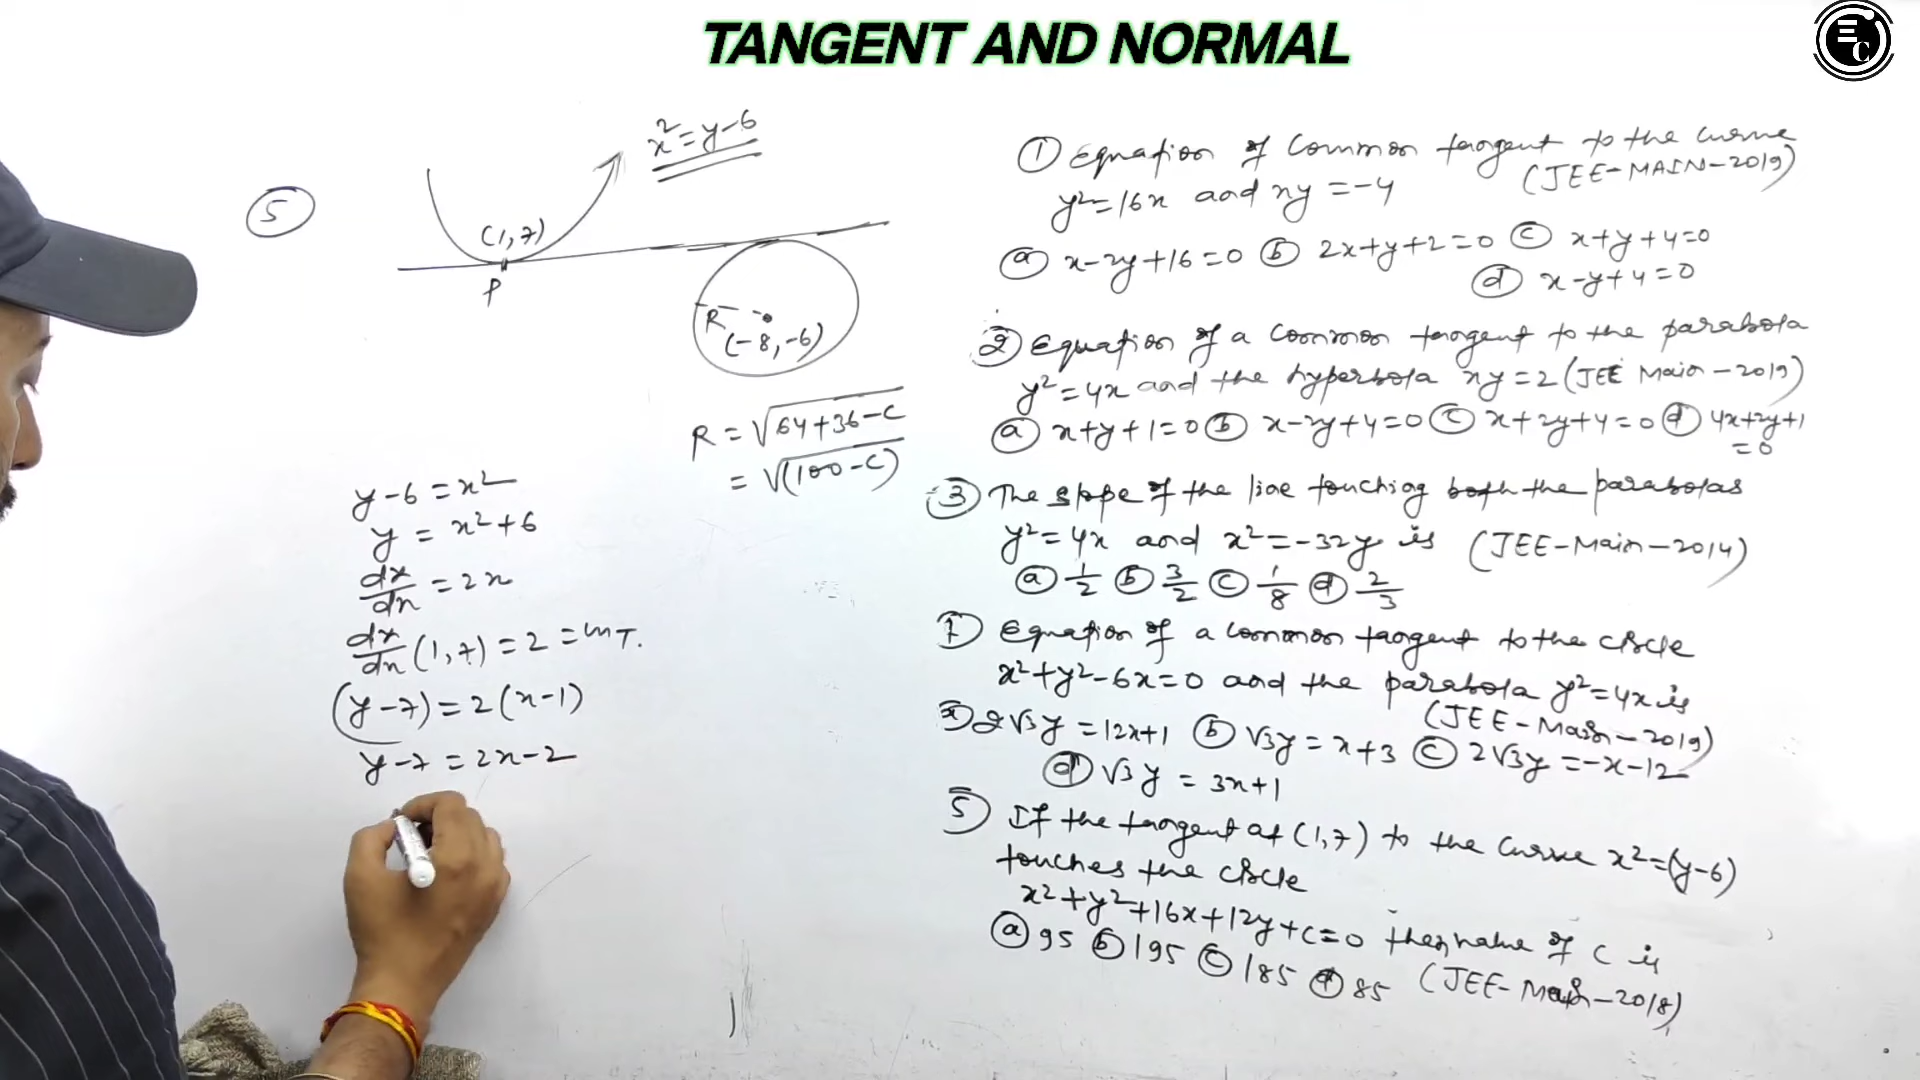 TANGENT AND NORMAL
EC
5
x²=y-6
(1,7)
P
R
(-8,-6)
R = √64+36-C
= √(100-C)
y-6 = x²
y = x²+6
dy/dx = 2x
dy/dx (1,7) = 2 = mT.
(y-7) = 2(x-1)
y-7 = 2x-2
① Equation of common tangent to the curve
(JEE-MAIN-2019)
y²=16x and xy = -4
ⓐ x-2y+16=0 ⓑ 2x+y+2=0 ⓒ x+y+4=0
ⓓ x-y+4=0
② Equation of a common tangent to the parabola
y²=4x and the hyperbola xy=2 (JEE Main-2019)
ⓐ x+y+1=0 ⓑ x-2y+4=0 ⓒ x+2y+4=0 ⓓ 4x+2y+1
=0
③ The slope of the line touching both the parabolas
y²=4x and x²=-32y is (JEE-Main-2014)
ⓐ 1/2 ⓑ 3/2 ⓒ 1/8 ⓓ 2/3
Equation of a common tangent to the circle
x²+y²-6x=0 and the parabola y²=4x is
(JEE-Main-2019)
2√3y = 12x+1 ⓑ √3y = x+3 ⓒ 2√3y = -x-12
ⓓ √3y = 3x+1
⑤ If the tangent at (1,7) to the curve x²=(y-6)
touches the circle
x²+y²+16x+12y+c=0 then value of c is
ⓐ 95 ⓑ 195 ⓒ 185 ⓓ 85 (JEE-Main-2018)